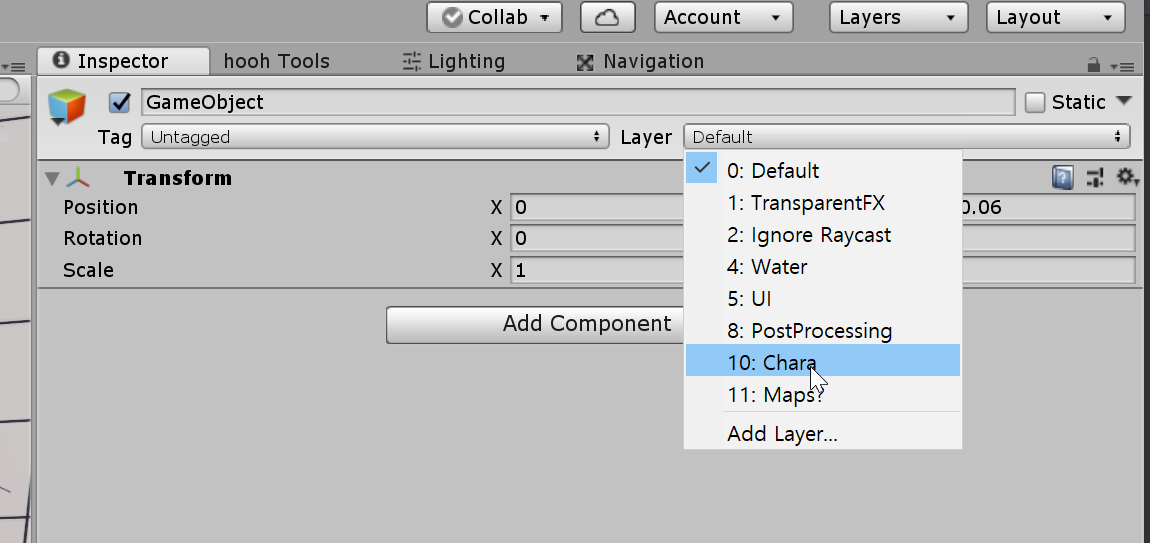 Collab Account Layers Layout
Inspector hooh Tools Lighting Navigation
GameObject Static
Tag Untagged Layer Default
Transform
Position X 0 0.06
Rotation X 0
Scale X 1
Add Component
0: Default
1: TransparentFX
2: Ignore Raycast
4: Water
5: UI
8: PostProcessing
10: Chara
11: Maps?
Add Layer...